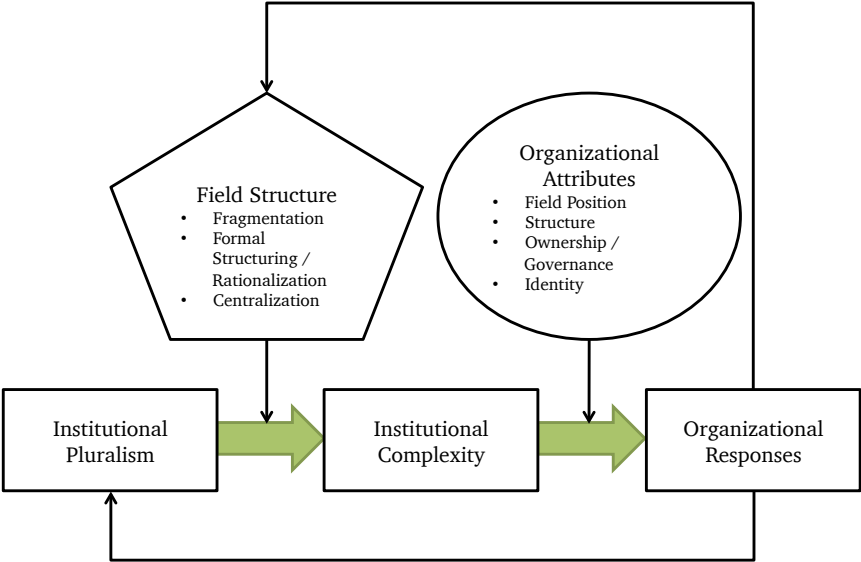 Field Structure
• Fragmentation
• Formal
Structuring /
Rationalization
• Centralization
Organizational
Attributes
• Field Position
• Structure
• Ownership /
Governance
• Identity
Institutional
Pluralism
Institutional
Complexity
Organizational
Responses